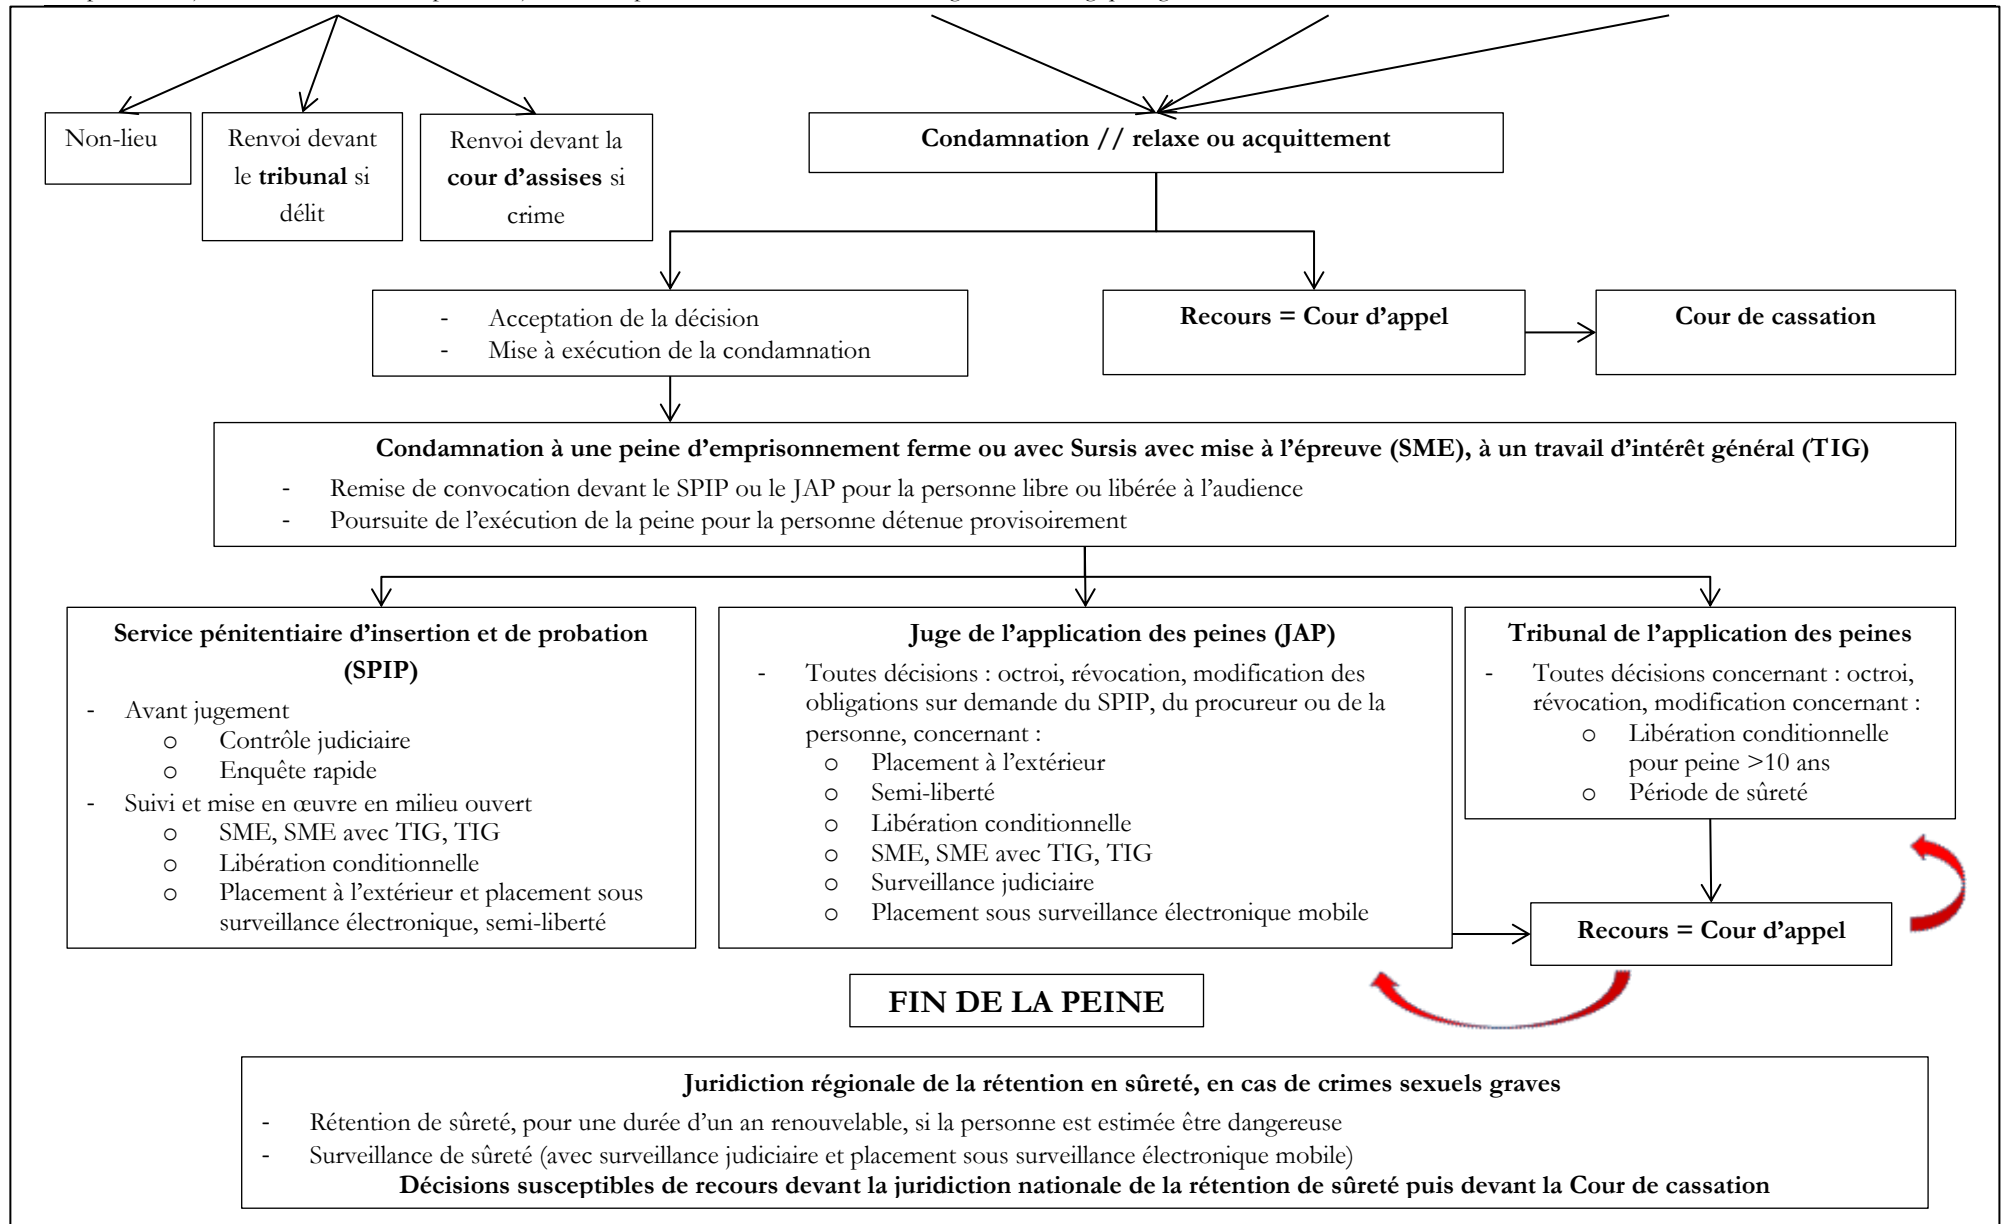 Non-lieu
Renvoi devant
le tribunal si
délit
Renvoi devant la
cour d'assises si
crime
Condamnation // relaxe ou acquittement
- Acceptation de la décision
- Mise à exécution de la condamnation
Recours = Cour d'appel
Cour de cassation
Condamnation à une peine d'emprisonnement ferme ou avec Sursis avec mise à l'épreuve (SME), à un travail d'intérêt général (TIG)
- Remise de convocation devant le SPIP ou le JAP pour la personne libre ou libérée à l'audience
- Poursuite de l'exécution de la peine pour la personne détenue provisoirement
Service pénitentiaire d'insertion et de probation
(SPIP)
- Avant jugement
o Contrôle judiciaire
o Enquête rapide
- Suivi et mise en œuvre en milieu ouvert
o SME, SME avec TIG, TIG
o Libération conditionnelle
o Placement à l'extérieur et placement sous
surveillance électronique, semi-liberté
Juge de l'application des peines (JAP)
- Toutes décisions : octroi, révocation, modification des
obligations sur demande du SPIP, du procureur ou de la
personne, concernant :
o Placement à l'extérieur
o Semi-liberté
o Libération conditionnelle
o SME, SME avec TIG, TIG
o Surveillance judiciaire
o Placement sous surveillance électronique mobile
Tribunal de l'application des peines
- Toutes décisions concernant : octroi,
révocation, modification concernant :
o Libération conditionnelle
pour peine >10 ans
o Période de sûreté
Recours = Cour d'appel
FIN DE LA PEINE
Juridiction régionale de la rétention en sûreté, en cas de crimes sexuels graves
- Rétention de sûreté, pour une durée d'un an renouvelable, si la personne est estimée être dangereuse
- Surveillance de sûreté (avec surveillance judiciaire et placement sous surveillance électronique mobile)
Décisions susceptibles de recours devant la juridiction nationale de la rétention de sûreté puis devant la Cour de cassation